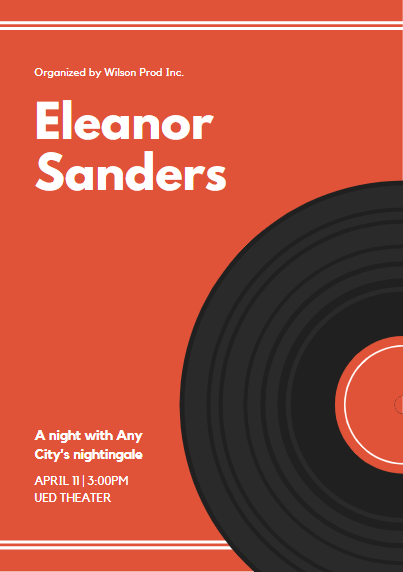 Organized by Wilson Prod Inc.
Eleanor
Sanders
A night with Any
City's nightingale
APRIL 11 | 3:00PM
UED THEATER